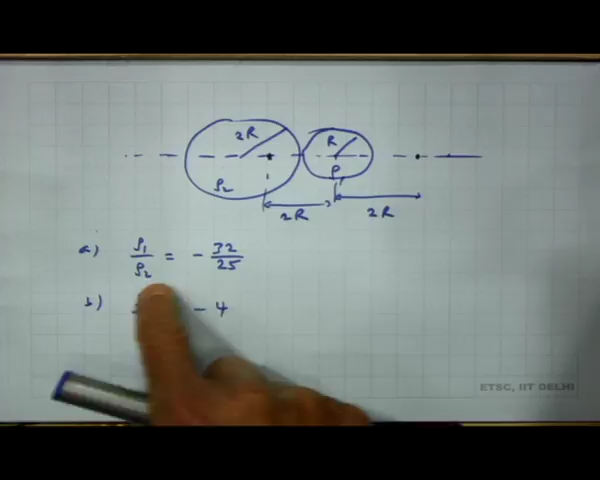 2R
R
ρ₂
ρ₁
2R
2R
a) ρ₁/ρ₂ = - 32/25
b) - 4
ETSC, IIT DELHI